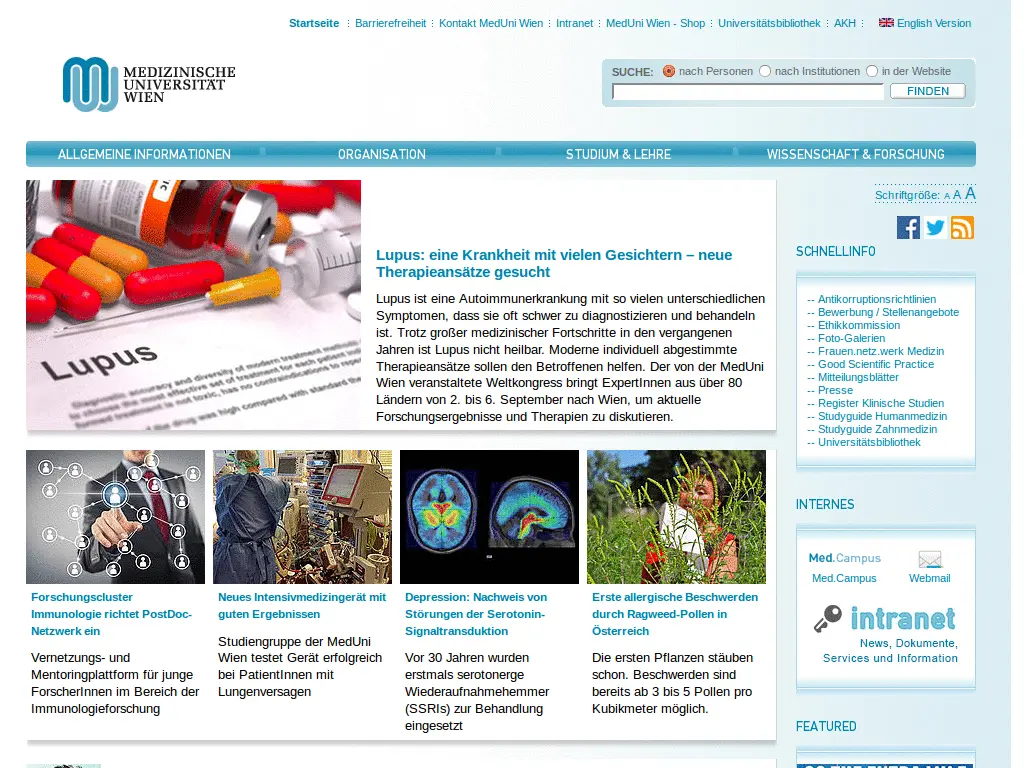 Startseite
Barrierefreiheit
Kontakt MedUni Wien
Intranet
MedUni Wien - Shop
Universitätsbibliothek
AKH
English Version
MEDIZINISCHE
UNIVERSITÄT
WIEN
SUCHE: nach Personen nach Institutionen in der Website
FINDEN
ALLGEMEINE INFORMATIONEN
ORGANISATION
STUDIUM & LEHRE
WISSENSCHAFT & FORSCHUNG
Lupus
Diagnostic accuracy and diversity of modern treatment
Lupus: eine Krankheit mit vielen Gesichtern – neue
Therapieansätze gesucht
Lupus ist eine Autoimmunerkrankung mit so vielen unterschiedlichen
Symptomen, dass sie oft schwer zu diagnostizieren und behandeln
ist. Trotz großer medizinischer Fortschritte in den vergangenen
Jahren ist Lupus nicht heilbar. Moderne individuell abgestimmte
Therapieansätze sollen den Betroffenen helfen. Der von der MedUni
Wien veranstaltete Weltkongress bringt ExpertInnen aus über 80
Ländern von 2. bis 6. September nach Wien, um aktuelle
Forschungsergebnisse und Therapien zu diskutieren.
Forschungscluster
Immunologie richtet PostDoc-
Netzwerk ein
Vernetzungs- und
Mentoringplattform für junge
ForscherInnen im Bereich der
Immunologieforschung
Neues Intensivmedizingerät mit
guten Ergebnissen
Studiengruppe der MedUni
Wien testet Gerät erfolgreich
bei PatientInnen mit
Lungenversagen
Depression: Nachweis von
Störungen der Serotonin-
Signaltransduktion
Vor 30 Jahren wurden
erstmals serotonerge
Wiederaufnahmehemmer
(SSRIs) zur Behandlung
eingesetzt
Erste allergische Beschwerden
durch Ragweed-Pollen in
Österreich
Die ersten Pflanzen stäuben
schon. Beschwerden sind
bereits ab 3 bis 5 Pollen pro
Kubikmeter möglich.
Schriftgröße: A A A
SCHNELLINFO
-- Antikorruptionsrichtlinien
-- Bewerbung / Stellenangebote
-- Ethikkommission
-- Foto-Galerien
-- Frauen.netz.werk Medizin
-- Good Scientific Practice
-- Mitteilungsblätter
-- Presse
-- Register Klinische Studien
-- Studyguide Humanmedizin
-- Studyguide Zahnmedizin
-- Universitätsbibliothek
INTERNES
Med.Campus
Med.Campus
Webmail
intranet
News, Dokumente,
Services und Information
FEATURED